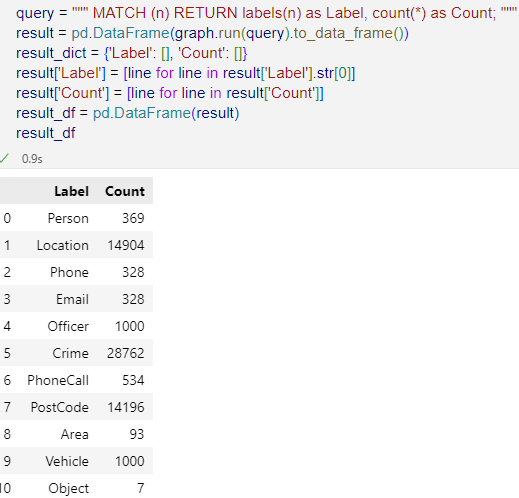 query = """ MATCH (n) RETURN labels(n) as Label, count(*) as Count; """
result = pd.DataFrame(graph.run(query).to_data_frame())
result_dict = {'Label': [], 'Count': []}
result['Label'] = [line for line in result['Label'].str[0]]
result['Count'] = [line for line in result['Count']]
result_df = pd.DataFrame(result)
result_df
0.9s
Label Count
0 Person 369
1 Location 14904
2 Phone 328
3 Email 328
4 Officer 1000
5 Crime 28762
6 PhoneCall 534
7 PostCode 14196
8 Area 93
9 Vehicle 1000
10 Object 7